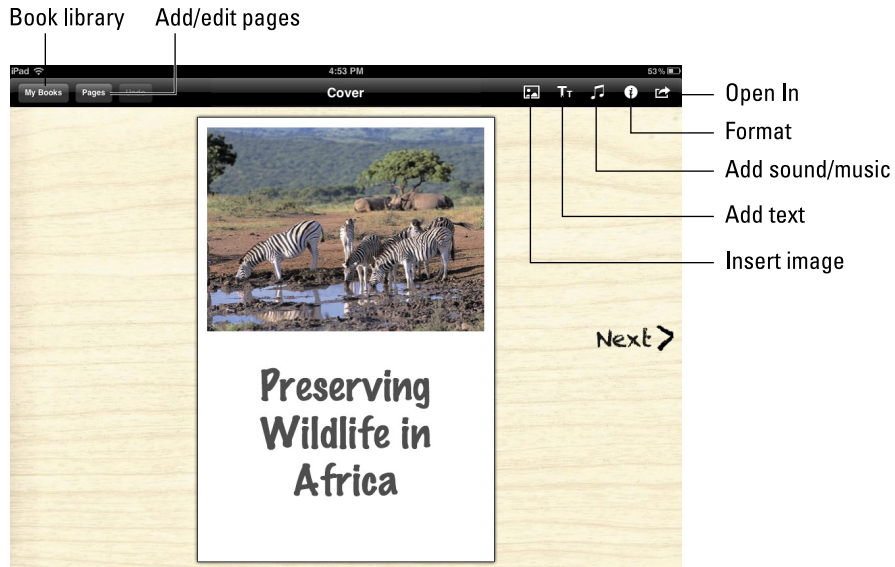 Book library Add/edit pages
iPad 4:53 PM 53%
My Books Pages Undo Cover
Open In
Format
Add sound/music
Add text
Insert image
Next
Preserving
Wildlife in
Africa